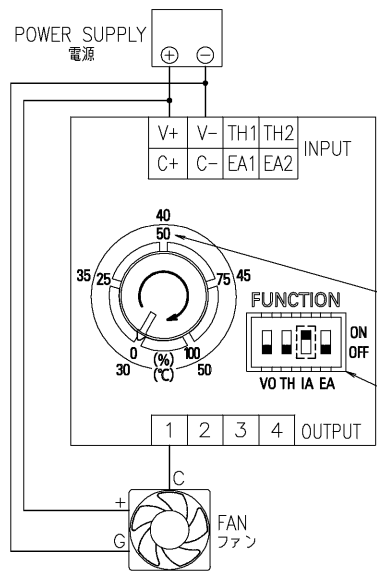 POWER SUPPLY
電源
+ −
V+ V− TH1 TH2
C+ C− EA1 EA2
INPUT
40
50
35 25 75 45
0 (%) 100
30 (℃) 50
FUNCTION
ON
OFF
VO TH IA EA
1 2 3 4 OUTPUT
C
+
G
FAN
ファン